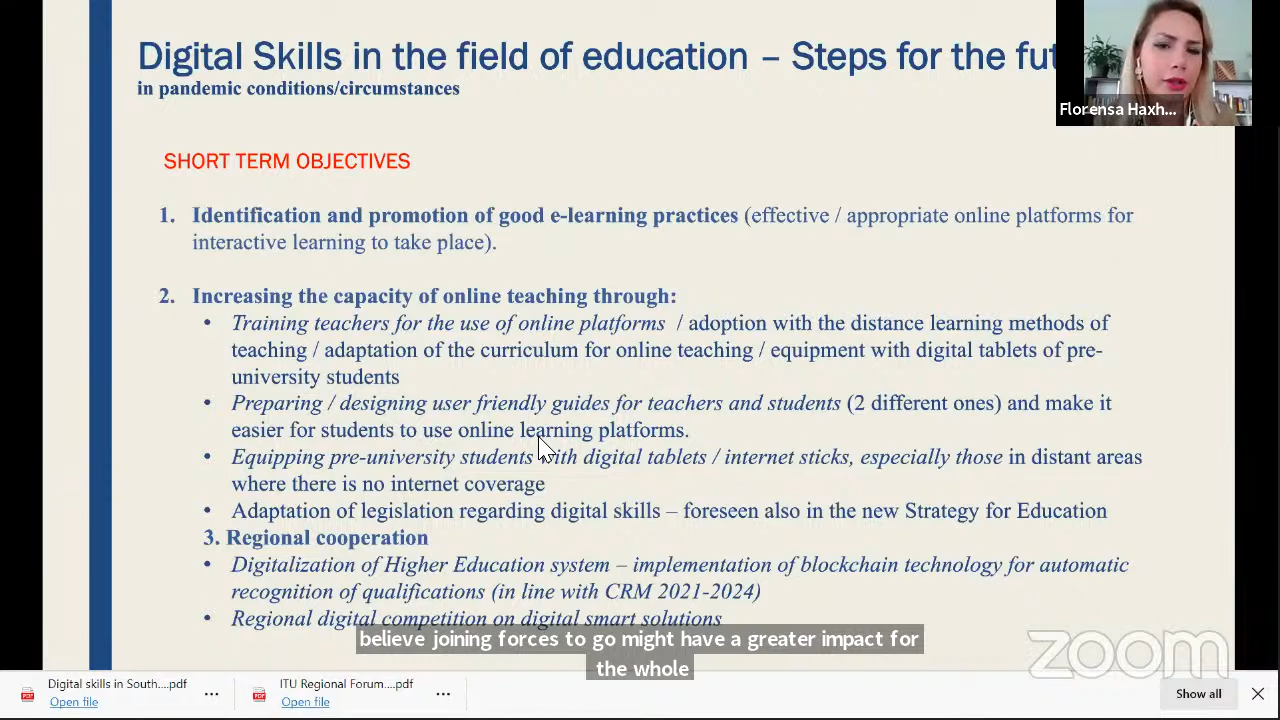 Digital Skills in the field of education – Steps for the fut
in pandemic conditions/circumstances
Florensa Haxh...
SHORT TERM OBJECTIVES
1. Identification and promotion of good e-learning practices (effective / appropriate online platforms for
interactive learning to take place).
2. Increasing the capacity of online teaching through:
• Training teachers for the use of online platforms / adoption with the distance learning methods of
teaching / adaptation of the curriculum for online teaching / equipment with digital tablets of pre-
university students
• Preparing / designing user friendly guides for teachers and students (2 different ones) and make it
easier for students to use online learning platforms.
• Equipping pre-university students with digital tablets / internet sticks, especially those in distant areas
where there is no internet coverage
• Adaptation of legislation regarding digital skills – foreseen also in the new Strategy for Education
3. Regional cooperation
• Digitalization of Higher Education system – implementation of blockchain technology for automatic
recognition of qualifications (in line with CRM 2021-2024)
• Regional digital competition on digital smart solutions
believe joining forces to go might have a greater impact for
the whole
zoom
Digital skills in South....pdf
Open file
ITU Regional Forum....pdf
Open file
Show all